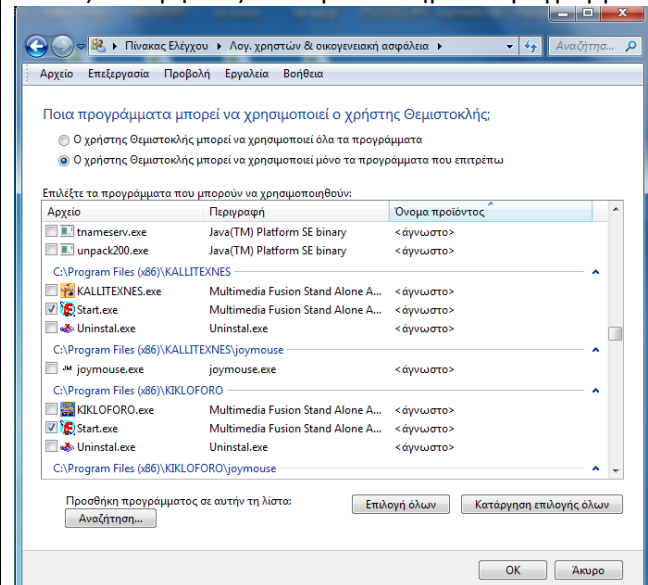 Πίνακας Ελέγχου ▸ Λογ. χρηστών & οικογενειακή ασφάλεια ▸ Αναζήτησ...
Αρχείο Επεξεργασία Προβολή Εργαλεία Βοήθεια
Ποια προγράμματα μπορεί να χρησιμοποιεί ο χρήστης Θεμιστοκλής;
Ο χρήστης Θεμιστοκλής μπορεί να χρησιμοποιεί όλα τα προγράμματα
Ο χρήστης Θεμιστοκλής μπορεί να χρησιμοποιεί μόνο τα προγράμματα που επιτρέπω
Επιλέξτε τα προγράμματα που μπορούν να χρησιμοποιηθούν:
Αρχείο Περιγραφή Όνομα προϊόντος
tnameserv.exe Java(TM) Platform SE binary <άγνωστο>
unpack200.exe Java(TM) Platform SE binary <άγνωστο>
C:\Program Files (x86)\KALLITEXNES
KALLITEXNES.exe Multimedia Fusion Stand Alone A... <άγνωστο>
Start.exe Multimedia Fusion Stand Alone A... <άγνωστο>
Uninstal.exe Uninstal.exe <άγνωστο>
C:\Program Files (x86)\KALLITEXNES\joymouse
JM joymouse.exe joymouse.exe <άγνωστο>
C:\Program Files (x86)\KIKLOFORO
KIKLOFORO.exe Multimedia Fusion Stand Alone A... <άγνωστο>
Start.exe Multimedia Fusion Stand Alone A... <άγνωστο>
Uninstal.exe Uninstal.exe <άγνωστο>
C:\Program Files (x86)\KIKLOFORO\joymouse
Προσθήκη προγράμματος σε αυτήν τη λίστα: Επιλογή όλων Κατάργηση επιλογής όλων
Αναζήτηση...
OK Άκυρο